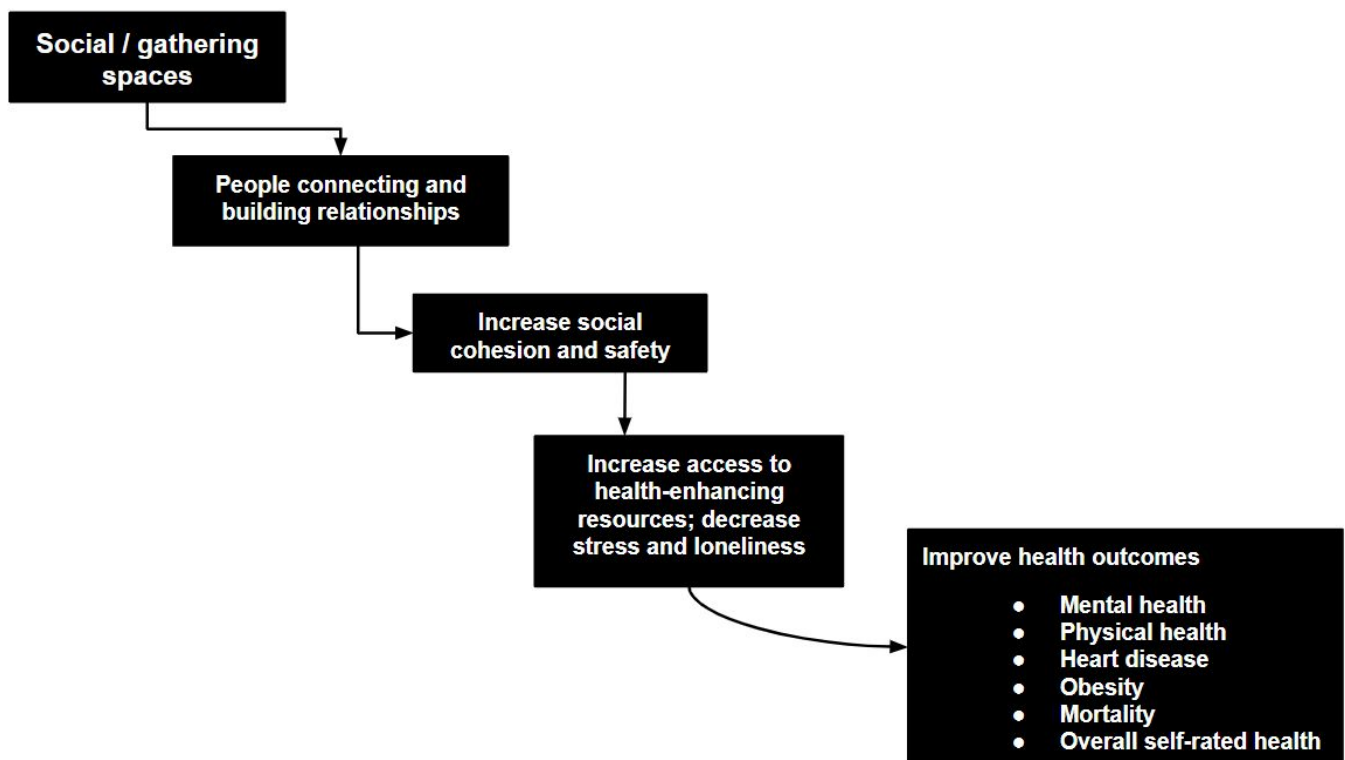 Social / gathering
spaces
People connecting and
building relationships
Increase social
cohesion and safety
Increase access to
health-enhancing
resources; decrease
stress and loneliness
Improve health outcomes
● Mental health
● Physical health
● Heart disease
● Obesity
● Mortality
● Overall self-rated health